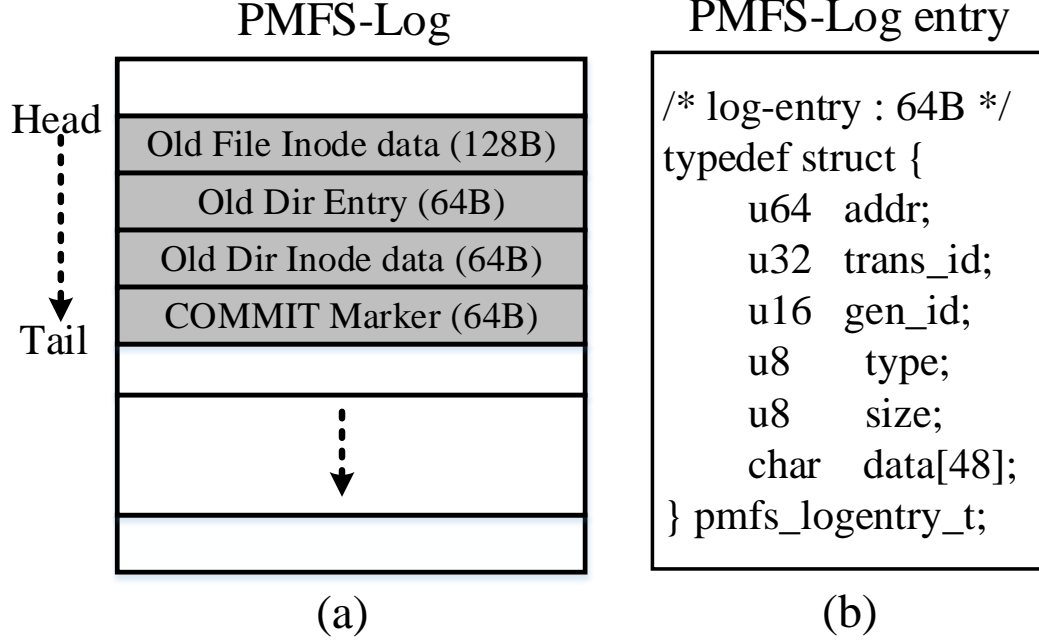 PMFS-Log
Head
Old File Inode data (128B)
Old Dir Entry (64B)
Old Dir Inode data (64B)
COMMIT Marker (64B)
Tail
(a)
PMFS-Log entry
/* log-entry : 64B */
typedef struct {
u64 addr;
u32 trans_id;
u16 gen_id;
u8 type;
u8 size;
char data[48];
} pmfs_logentry_t;
(b)